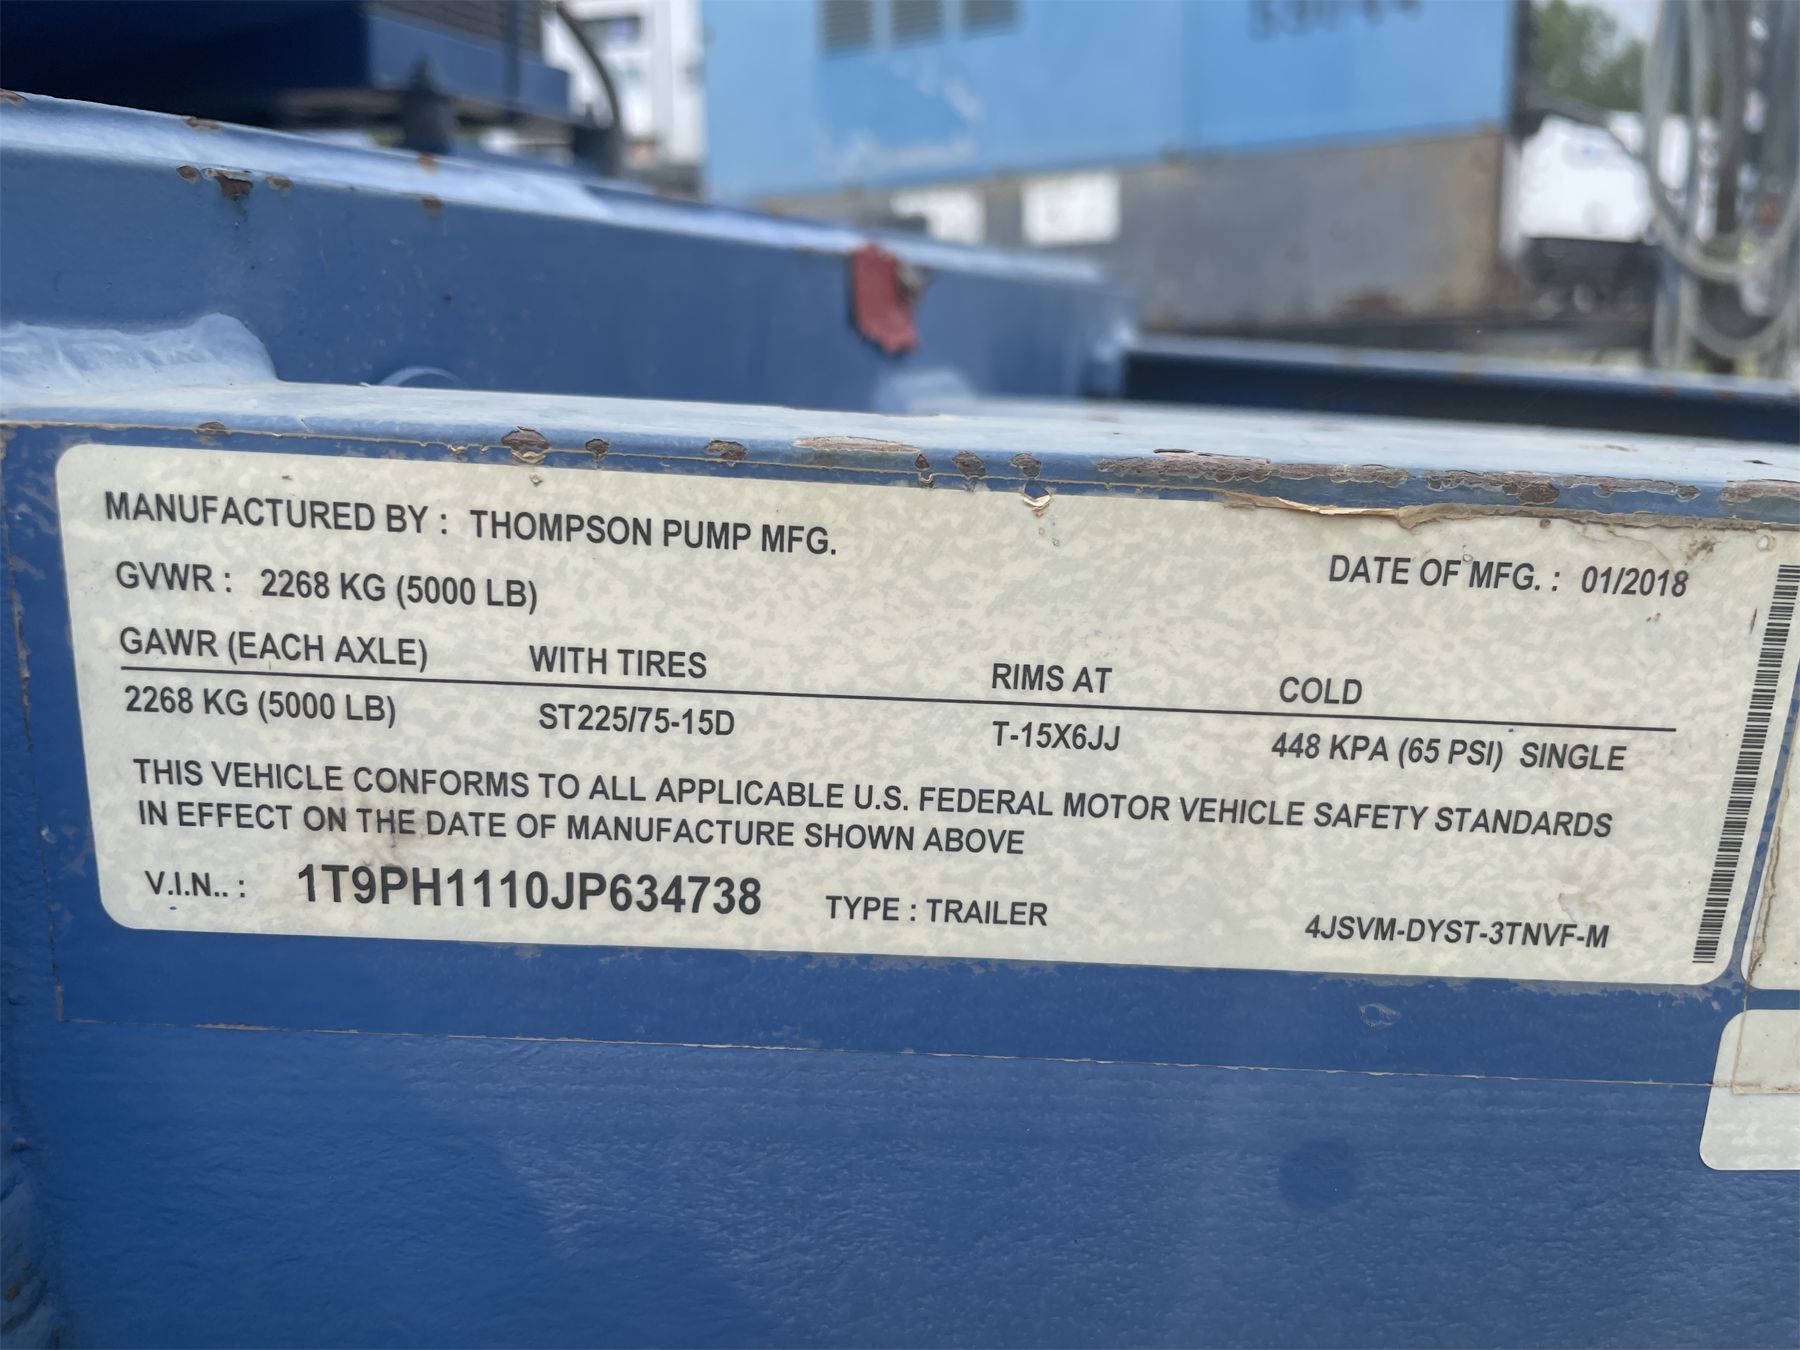 MANUFACTURED BY : THOMPSON PUMP MFG.
DATE OF MFG. : 01/2018
GVWR : 2268 KG (5000 LB)
GAWR (EACH AXLE) WITH TIRES RIMS AT COLD
2268 KG (5000 LB) ST225/75-15D T-15X6JJ 448 KPA (65 PSI) SINGLE
THIS VEHICLE CONFORMS TO ALL APPLICABLE U.S. FEDERAL MOTOR VEHICLE SAFETY STANDARDS
IN EFFECT ON THE DATE OF MANUFACTURE SHOWN ABOVE
V.I.N.. : 1T9PH1110JP634738 TYPE : TRAILER 4JSVM-DYST-3TNVF-M